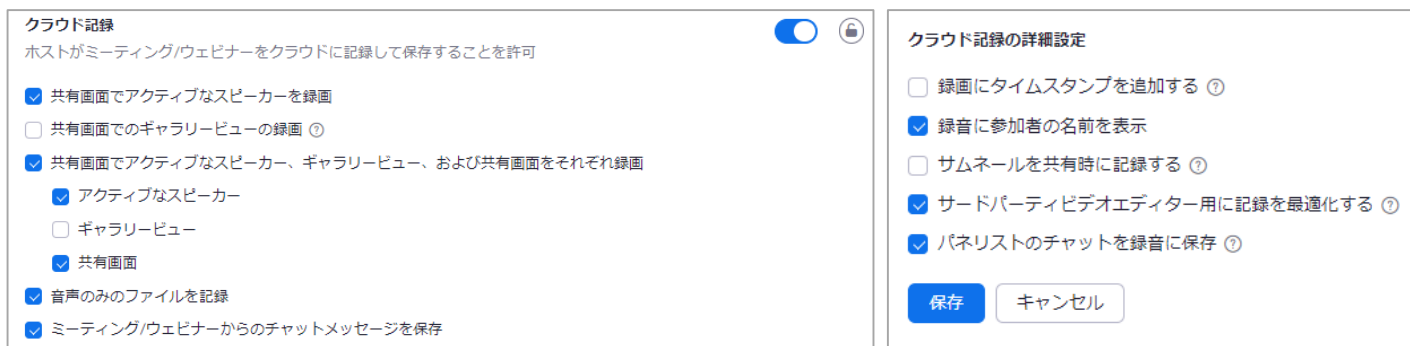 クラウド記録
ホストがミーティング/ウェビナーをクラウドに記録して保存することを許可
共有画面でアクティブなスピーカーを録画
共有画面でのギャラリービューの録画 ?
共有画面でアクティブなスピーカー、ギャラリービュー、および共有画面をそれぞれ録画
アクティブなスピーカー
ギャラリービュー
共有画面
音声のみのファイルを記録
ミーティング/ウェビナーからのチャットメッセージを保存
クラウド記録の詳細設定
録画にタイムスタンプを追加する ?
録音に参加者の名前を表示
サムネールを共有時に記録する ?
サードパーティビデオエディター用に記録を最適化する ?
パネリストのチャットを録音に保存 ?
保存 キャンセル